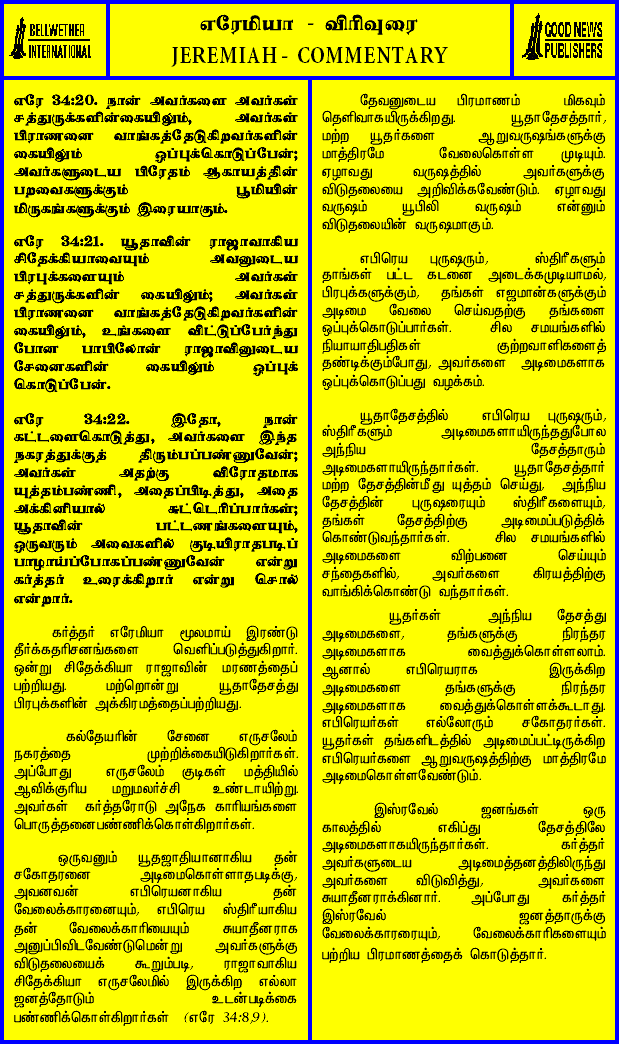 BELLWETHER
INTERNATIONAL
எரேமியா - விரிவுரை
JEREMIAH - COMMENTARY
GOOD NEWS
PUBLISHERS
எரே 34:20. நான் அவர்களை அவர்கள்
சத்துருக்களின்கையிலும், அவர்கள்
பிராணனை வாங்கத்தேடுகிறவர்களின்
கையிலும் ஒப்புக்கொடுப்பேன்;
அவர்களுடைய பிரேதம் ஆகாயத்தின்
பறவைகளுக்கும் பூமியின்
மிருகங்களுக்கும் இரையாகும்.
எரே 34:21. யூதாவின் ராஜாவாகிய
சிதேக்கியாவையும் அவனுடைய
பிரபுக்களையும் அவர்கள்
சத்துருக்களின் கையிலும்; அவர்கள்
பிராணனை வாங்கத்தேடுகிறவர்களின்
கையிலும், உங்களை விட்டுப்பேர்ந்து
போன பாபிலோன் ராஜாவினுடைய
சேனைகளின் கையிலும் ஒப்புக்
கொடுப்பேன்.
எரே 34:22. இதோ, நான்
கட்டளைகொடுத்து, அவர்களை இந்த
நகரத்துக்குத் திரும்பப்பண்ணுவேன்;
அவர்கள் அதற்கு விரோதமாக
யுத்தம்பண்ணி, அதைப்பிடித்து, அதை
அக்கினியால் சுட்டெரிப்பார்கள்;
யூதாவின் பட்டணங்களையும்,
ஒருவரும் அவைகளில் குடியிராதபடிப்
பாழாய்ப்போகப்பண்ணுவேன் என்று
கர்த்தர் உரைக்கிறார் என்று சொல்
என்றார்.
கர்த்தர் எரேமியா மூலமாய் இரண்டு
தீர்க்கதரிசனங்களை வெளிப்படுத்துகிறார்.
ஒன்று சிதேக்கியா ராஜாவின் மரணத்தைப்
பற்றியது. மற்றொன்று யூதாதேசத்து
பிரபுக்களின் அக்கிரமத்தைப்பற்றியது.
கல்தேயரின் சேனை எருசலேம்
நகரத்தை முற்றிக்கையிடுகிறார்கள்.
அப்போது எருசலேம் குடிகள் மத்தியில்
ஆவிக்குரிய மறுமலர்ச்சி உண்டாயிற்று.
அவர்கள் கர்த்தரோடு அநேக காரியங்களை
பொருத்தனைபண்ணிக்கொள்கிறார்கள்.
ஒருவனும் யூதஜாதியானாகிய தன்
சகோதரனை அடிமைகொள்ளாதபடிக்கு,
அவனவன் எபிரெயனாகிய தன்
வேலைக்காரனையும், எபிரெய ஸ்திரீயாகிய
தன் வேலைக்காரியையும் சுயாதீனராக
அனுப்பிவிடவேண்டுமென்று அவர்களுக்கு
விடுதலையைக் கூறும்படி, ராஜாவாகிய
சிதேக்கியா எருசலேமில் இருக்கிற எல்லா
ஜனத்தோடும் உடன்படிக்கை
பண்ணிக்கொள்கிறார்கள் (எரே 34:8,9).
தேவனுடைய பிரமாணம் மிகவும்
தெளிவாகயிருக்கிறது. யூதாதேசத்தார்,
மற்ற யூதர்களை ஆறுவருஷங்களுக்கு
மாத்திரமே வேலைகொள்ள முடியும்.
ஏழாவது வருஷத்தில் அவர்களுக்கு
விடுதலையை அறிவிக்கவேண்டும். ஏழாவது
வருஷம் யூபிலி வருஷம் என்னும்
விடுதலையின் வருஷமாகும்.
எபிரெய புருஷரும், ஸ்திரீகளும்
தாங்கள் பட்ட கடனை அடைக்கமுடியாமல்,
பிரபுக்களுக்கும், தங்கள் எஜமான்களுக்கும்
அடிமை வேலை செய்வதற்கு தங்களை
ஒப்புக்கொடுப்பார்கள். சில சமயங்களில்
நியாயாதிபதிகள் குற்றவாளிகளைத்
தண்டிக்கும்போது, அவர்களை அடிமைகளாக
ஒப்புக்கொடுப்பது வழக்கம்.
யூதாதேசத்தில் எபிரெய புருஷரும்,
ஸ்திரீகளும் அடிமைகளாயிருந்ததுபோல
அந்நிய தேசத்தாரும்
அடிமைகளாயிருந்தார்கள். யூதாதேசத்தார்
மற்ற தேசத்தின்மீது யுத்தம் செய்து, அந்நிய
தேசத்தின் புருஷரையும் ஸ்திரீகளையும்,
தங்கள் தேசத்திற்கு அடிமைப்படுத்திக்
கொண்டுவந்தார்கள். சில சமயங்களில்
அடிமைகளை விற்பனை செய்யும்
சந்தைகளில், அவர்களை கிரயத்திற்கு
வாங்கிக்கொண்டு வந்தார்கள்.
யூதர்கள் அந்நிய தேசத்து
அடிமைகளை, தங்களுக்கு நிரந்தர
அடிமைகளாக வைத்துக்கொள்ளலாம்.
ஆனால் எபிரெயராக இருக்கிற
அடிமைகளை தங்களுக்கு நிரந்தர
அடிமைகளாக வைத்துக்கொள்ளக்கூடாது.
எபிரெயர்கள் எல்லோரும் சகோதரர்கள்.
யூதர்கள் தங்களிடத்தில் அடிமைப்பட்டிருக்கிற
எபிரெயர்களை ஆறுவருஷத்திற்கு மாத்திரமே
அடிமைகொள்ளவேண்டும்.
இஸ்ரவேல் ஜனங்கள் ஒரு
காலத்தில் எகிப்து தேசத்திலே
அடிமைகளாகயிருந்தார்கள். கர்த்தர்
அவர்களுடைய அடிமைத்தனத்திலிருந்து
அவர்களை விடுவித்து, அவர்களை
சுயாதீனராக்கினார். அப்போது கர்த்தர்
இஸ்ரவேல் ஜனத்தாருக்கு
வேலைக்காரரையும், வேலைக்காரிகளையும்
பற்றிய பிரமாணத்தைக் கொடுத்தார்.